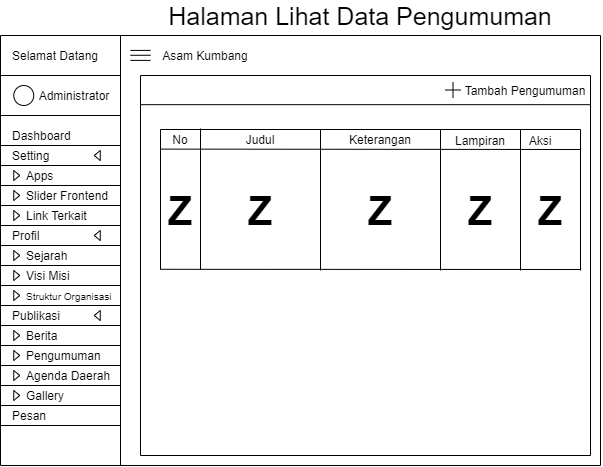 Halaman Lihat Data Pengumuman
Selamat Datang
Asam Kumbang
Administrator
Tambah Pengumuman
Dashboard
Setting
Apps
Slider Frontend
Link Terkait
Profil
Sejarah
Visi Misi
Struktur Organisasi
Publikasi
Berita
Pengumuman
Agenda Daerah
Gallery
Pesan
No Judul Keterangan Lampiran Aksi
Z Z Z Z Z